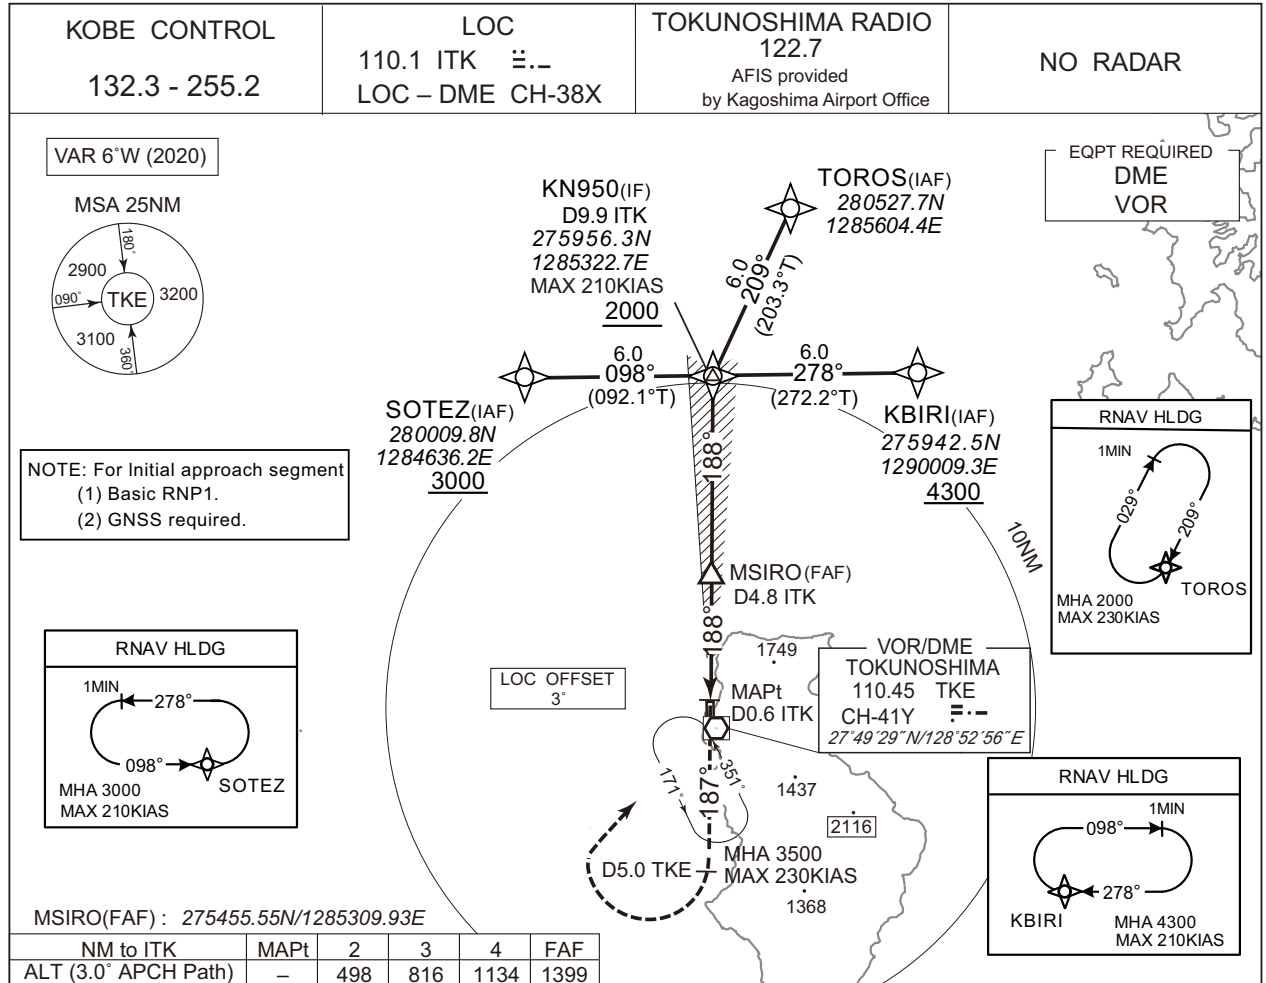 KOBE CONTROL
132.3 - 255.2
LOC
110.1 ITK
LOC – DME CH-38X
TOKUNOSHIMA RADIO
122.7
AFIS provided
by Kagoshima Airport Office
NO RADAR
VAR 6°W (2020)
MSA 25NM
180°
2900
090°
TKE
3200
3100
360°
EQPT REQUIRED
DME
VOR
KN950(IF)
D9.9 ITK
275956.3N
1285322.7E
MAX 210KIAS
2000
TOROS(IAF)
280527.7N
1285604.4E
6.0
209°
(203.3°T)
6.0
098°
(092.1°T)
6.0
278°
(272.2°T)
SOTEZ(IAF)
280009.8N
1284636.2E
3000
KBIRI(IAF)
275942.5N
1290009.3E
4300
188°
10NM
NOTE: For Initial approach segment
(1) Basic RNP1.
(2) GNSS required.
RNAV HLDG
1MIN
029°
209°
TOROS
MHA 2000
MAX 230KIAS
MSIRO(FAF)
D4.8 ITK
188°
RNAV HLDG
1MIN
278°
098°
SOTEZ
MHA 3000
MAX 210KIAS
LOC OFFSET
3°
1749
VOR/DME
TOKUNOSHIMA
110.45 TKE
CH-41Y
27°49′29″N/128°52′56″E
MAPt
D0.6 ITK
171°
351°
187°
1437
2116
D5.0 TKE
MHA 3500
MAX 230KIAS
1368
RNAV HLDG
1MIN
098°
278°
KBIRI
MHA 4300
MAX 210KIAS
MSIRO(FAF) : 275455.55N/1285309.93E
NM to ITK MAPt 2 3 4 FAF
ALT (3.0° APCH Path) – 498 816 1134 1399